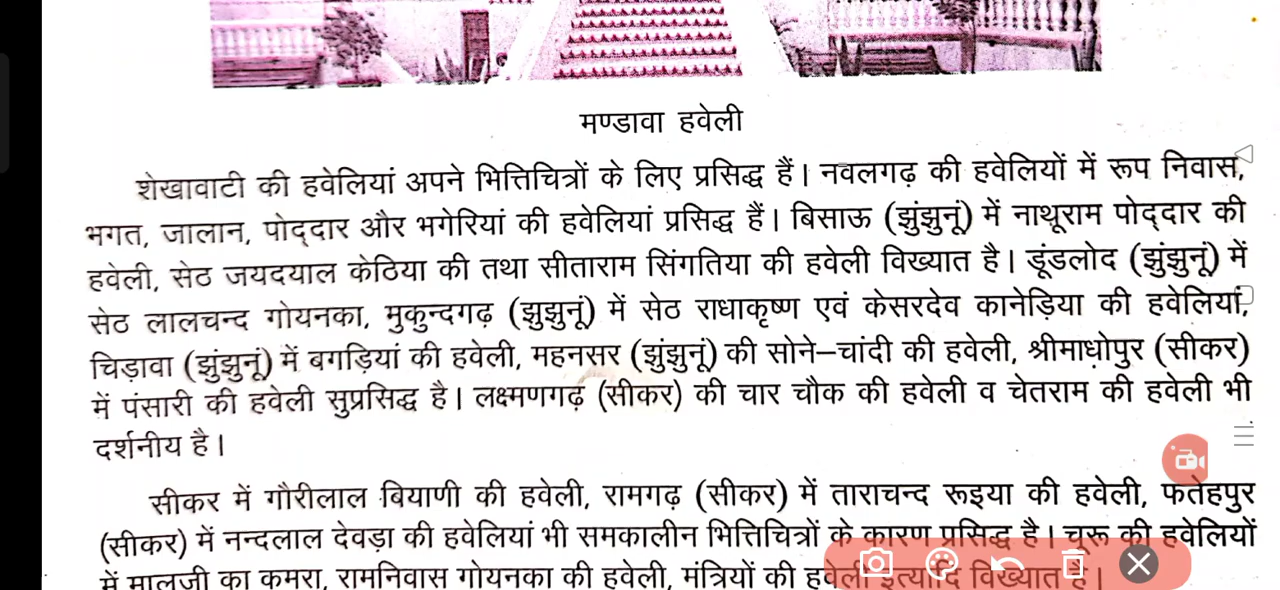 मण्डावा हवेली
शेखावाटी की हवेलियां अपने भित्तिचित्रों के लिए प्रसिद्ध हैं। नवलगढ़ की हवेलियों में रूप निवास,
भगत, जालान, पोद्दार और भगेरियां की हवेलियां प्रसिद्ध हैं। बिसाऊ (झुंझुनूं) में नाथूराम पोद्दार की
हवेली, सेठ जयदयाल केठिया की तथा सीताराम सिंगतिया की हवेली विख्यात है। डूंडलोद (झुंझुनूं) में
सेठ लालचन्द गोयनका, मुकुन्दगढ़ (झुझुनूं) में सेठ राधाकृष्ण एवं केसरदेव कानेड़िया की हवेलियां,
चिड़ावा (झुंझुनूं) में बगड़ियां की हवेली, महनसर (झुंझुनूं) की सोने–चांदी की हवेली, श्रीमाधोपुर (सीकर)
में पंसारी की हवेली सुप्रसिद्ध है। लक्ष्मणगढ़ (सीकर) की चार चौक की हवेली व चेतराम की हवेली भी
दर्शनीय है।
सीकर में गौरीलाल बियाणी की हवेली, रामगढ़ (सीकर) में ताराचन्द रूइया की हवेली, फतेहपुर
(सीकर) में नन्दलाल देवड़ा की हवेलियां भी समकालीन भित्तिचित्रों के कारण प्रसिद्ध है। चूरू की हवेलियों
में मालजी का कमरा, रामनिवास गोयनका की हवेली, मंत्रियों की हवेली इत्यादि विख्यात है।